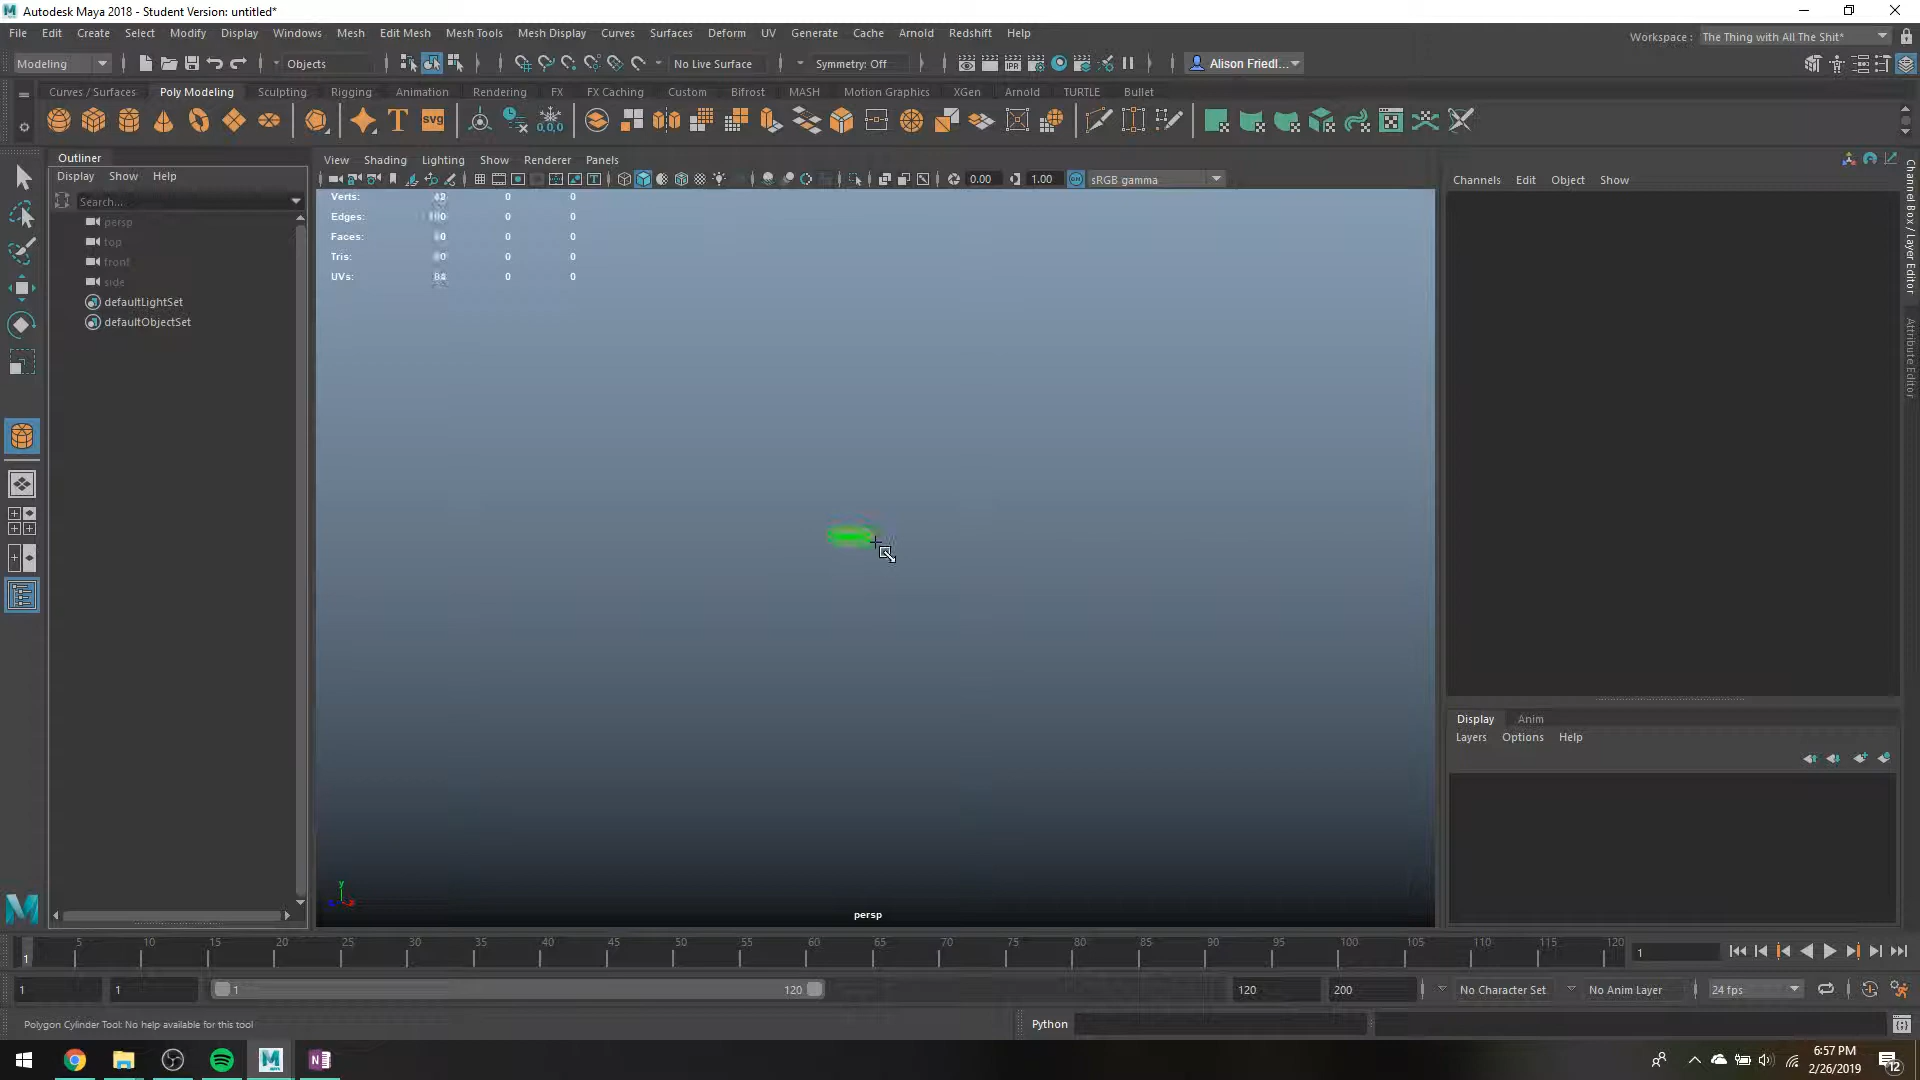 Autodesk Maya 2018 - Student Version: untitled*
File Edit Create Select Modify Display Windows Mesh Edit Mesh Mesh Tools Mesh Display Curves Surfaces Deform UV Generate Cache Arnold Redshift Help
Workspace : The Thing with All The Shit*
Modeling Objects No Live Surface Symmetry: Off Alison Friedl...
Curves / Surfaces Poly Modeling Sculpting Rigging Animation Rendering FX FX Caching Custom Bifrost MASH Motion Graphics XGen Arnold TURTLE Bullet
T svg 0,0,0
Outliner
Display Show Help
Search...
persp
top
front
side
defaultLightSet
defaultObjectSet
View Shading Lighting Show Renderer Panels
0.00 1.00 sRGB gamma
Verts: 42 0 0
Edges: 0 0
Faces: 0 0
Tris: 0 0
UVs: 84 0 0
y
persp
Channels Edit Object Show
Channel Box / Layer Editor
Attribute Editor
Display Anim
Layers Options Help
5 10 15 20 25 30 35 40 45 50 55 60 65 70 75 80 85 90 95 100 105 110 115 120
1 1
1 1 1 120 120 200 No Character Set No Anim Layer 24 fps
Polygon Cylinder Tool: No help available for this tool
Python
6:57 PM
2/26/2019
12